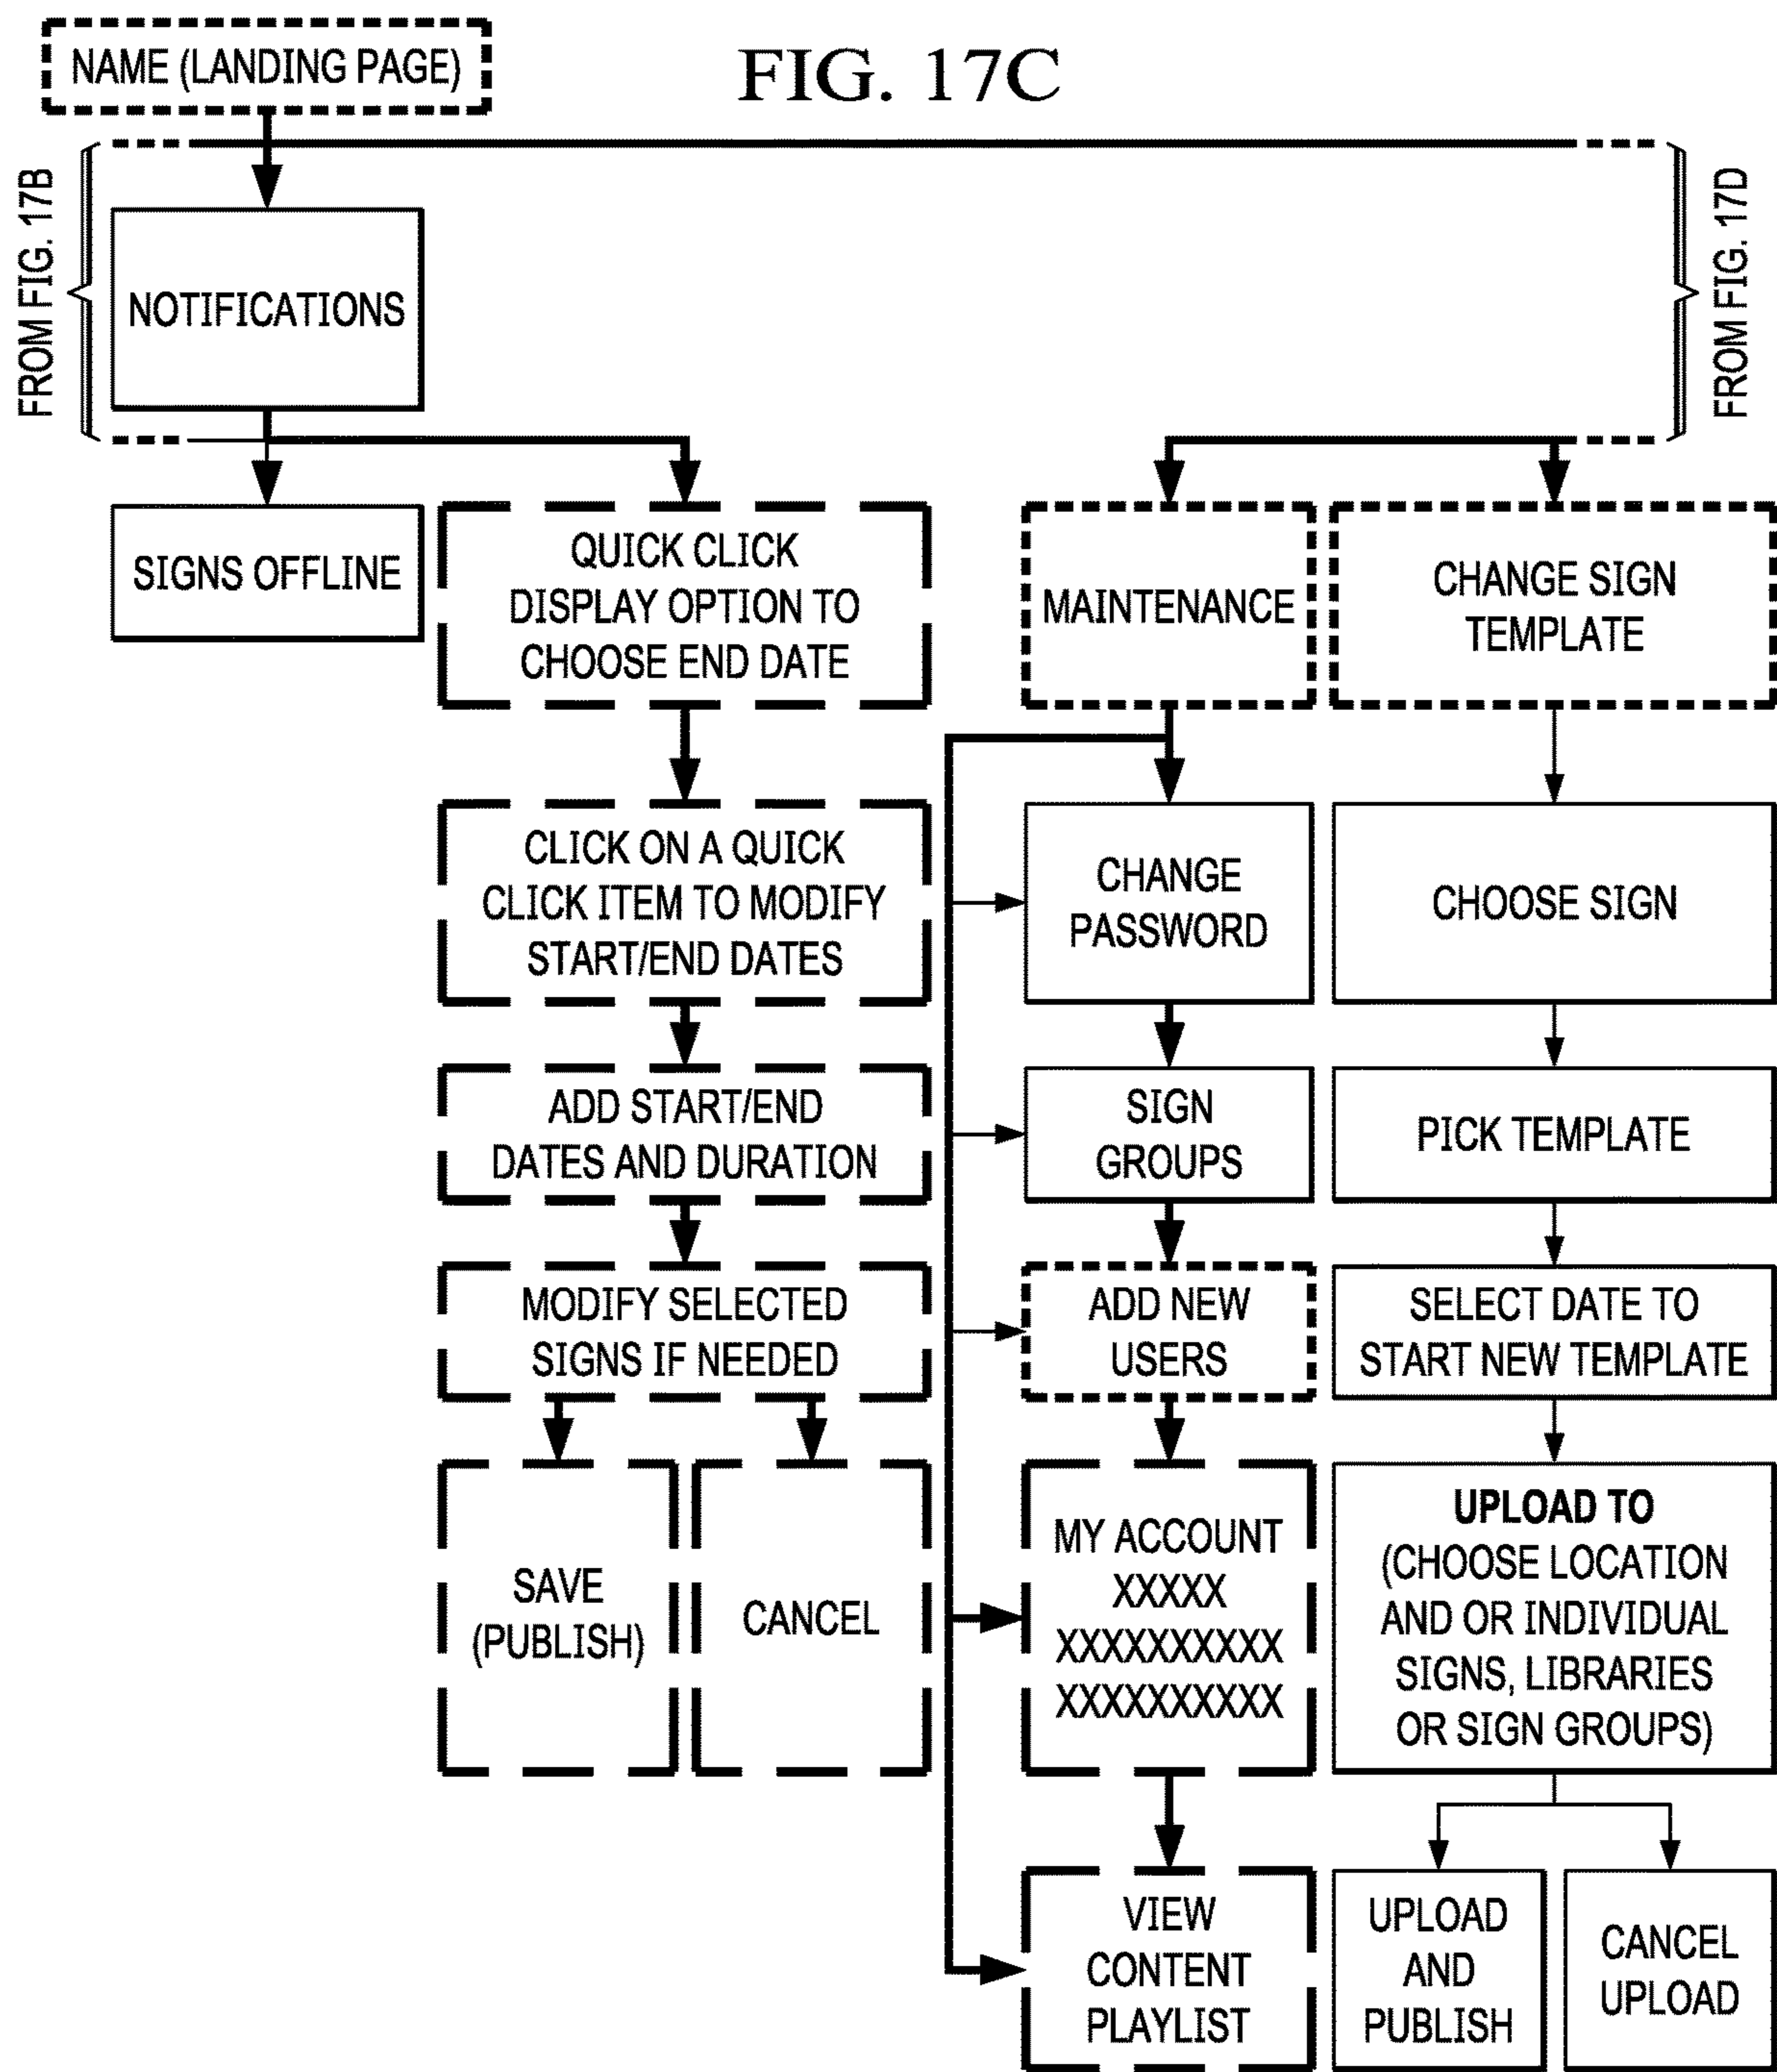 NAME (LANDING PAGE)
FIG. 17C
FROM FIG. 17B
FROM FIG. 17D
NOTIFICATIONS
SIGNS OFFLINE
QUICK CLICK
DISPLAY OPTION TO
CHOOSE END DATE
CLICK ON A QUICK
CLICK ITEM TO MODIFY
START/END DATES
ADD START/END
DATES AND DURATION
MODIFY SELECTED
SIGNS IF NEEDED
SAVE
(PUBLISH)
CANCEL
MAINTENANCE
CHANGE
PASSWORD
SIGN
GROUPS
ADD NEW
USERS
MY ACCOUNT
XXXXX
XXXXXXXXXX
XXXXXXXXXX
VIEW
CONTENT
PLAYLIST
CHANGE SIGN
TEMPLATE
CHOOSE SIGN
PICK TEMPLATE
SELECT DATE TO
START NEW TEMPLATE
UPLOAD TO
(CHOOSE LOCATION
AND OR INDIVIDUAL
SIGNS, LIBRARIES
OR SIGN GROUPS)
UPLOAD
AND
PUBLISH
CANCEL
UPLOAD